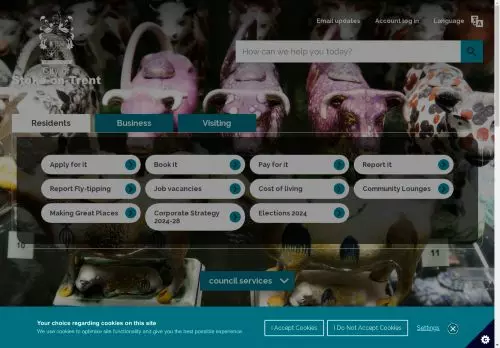 Email updates
Account log in
Language
How can we help you today?
Stoke-on-Trent
Residents
Business
Visiting
Apply for it
Book it
Pay for it
Report it
Report Fly-tipping
Job vacancies
Cost of living
Community Lounges
Making Great Places
Corporate Strategy
2024-28
Elections 2024
10
11
council services
Your choice regarding cookies on this site
We use cookies to optimise site functionality and give you the best possible experience.
I Accept Cookies
I Do Not Accept Cookies
Settings